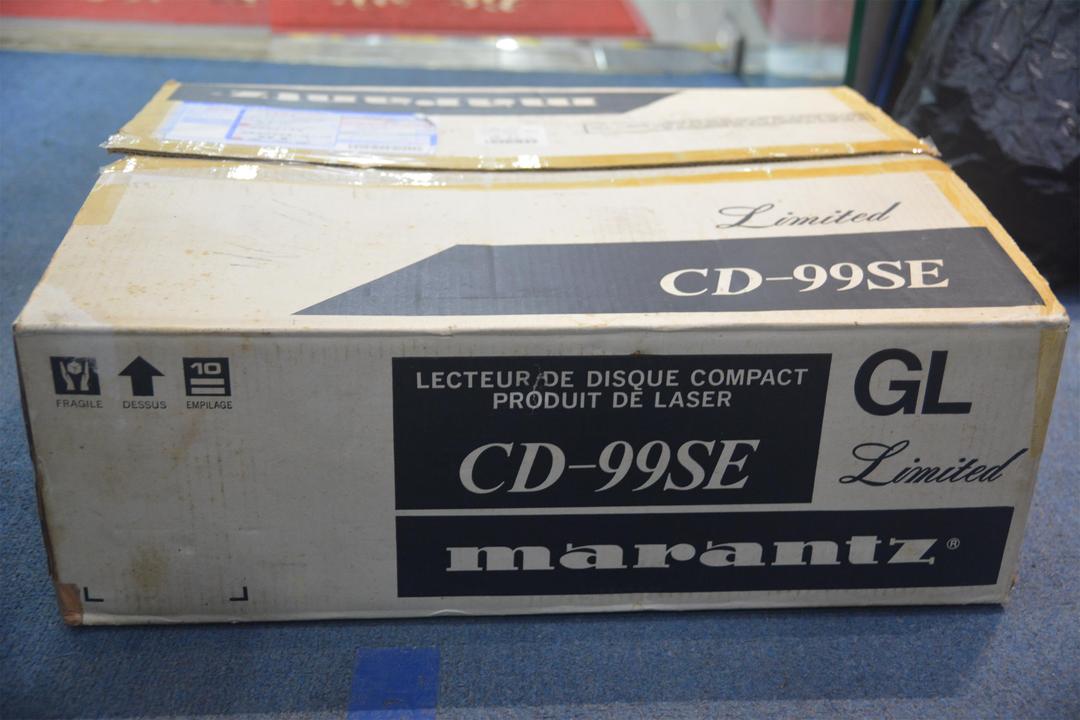 marantz
Limited
CD-99SE
FRAGILE
DESSUS
10
EMPILAGE
LECTEUR DE DISQUE COMPACT
PRODUIT DE LASER
CD-99SE
GL
Limited
marantz®